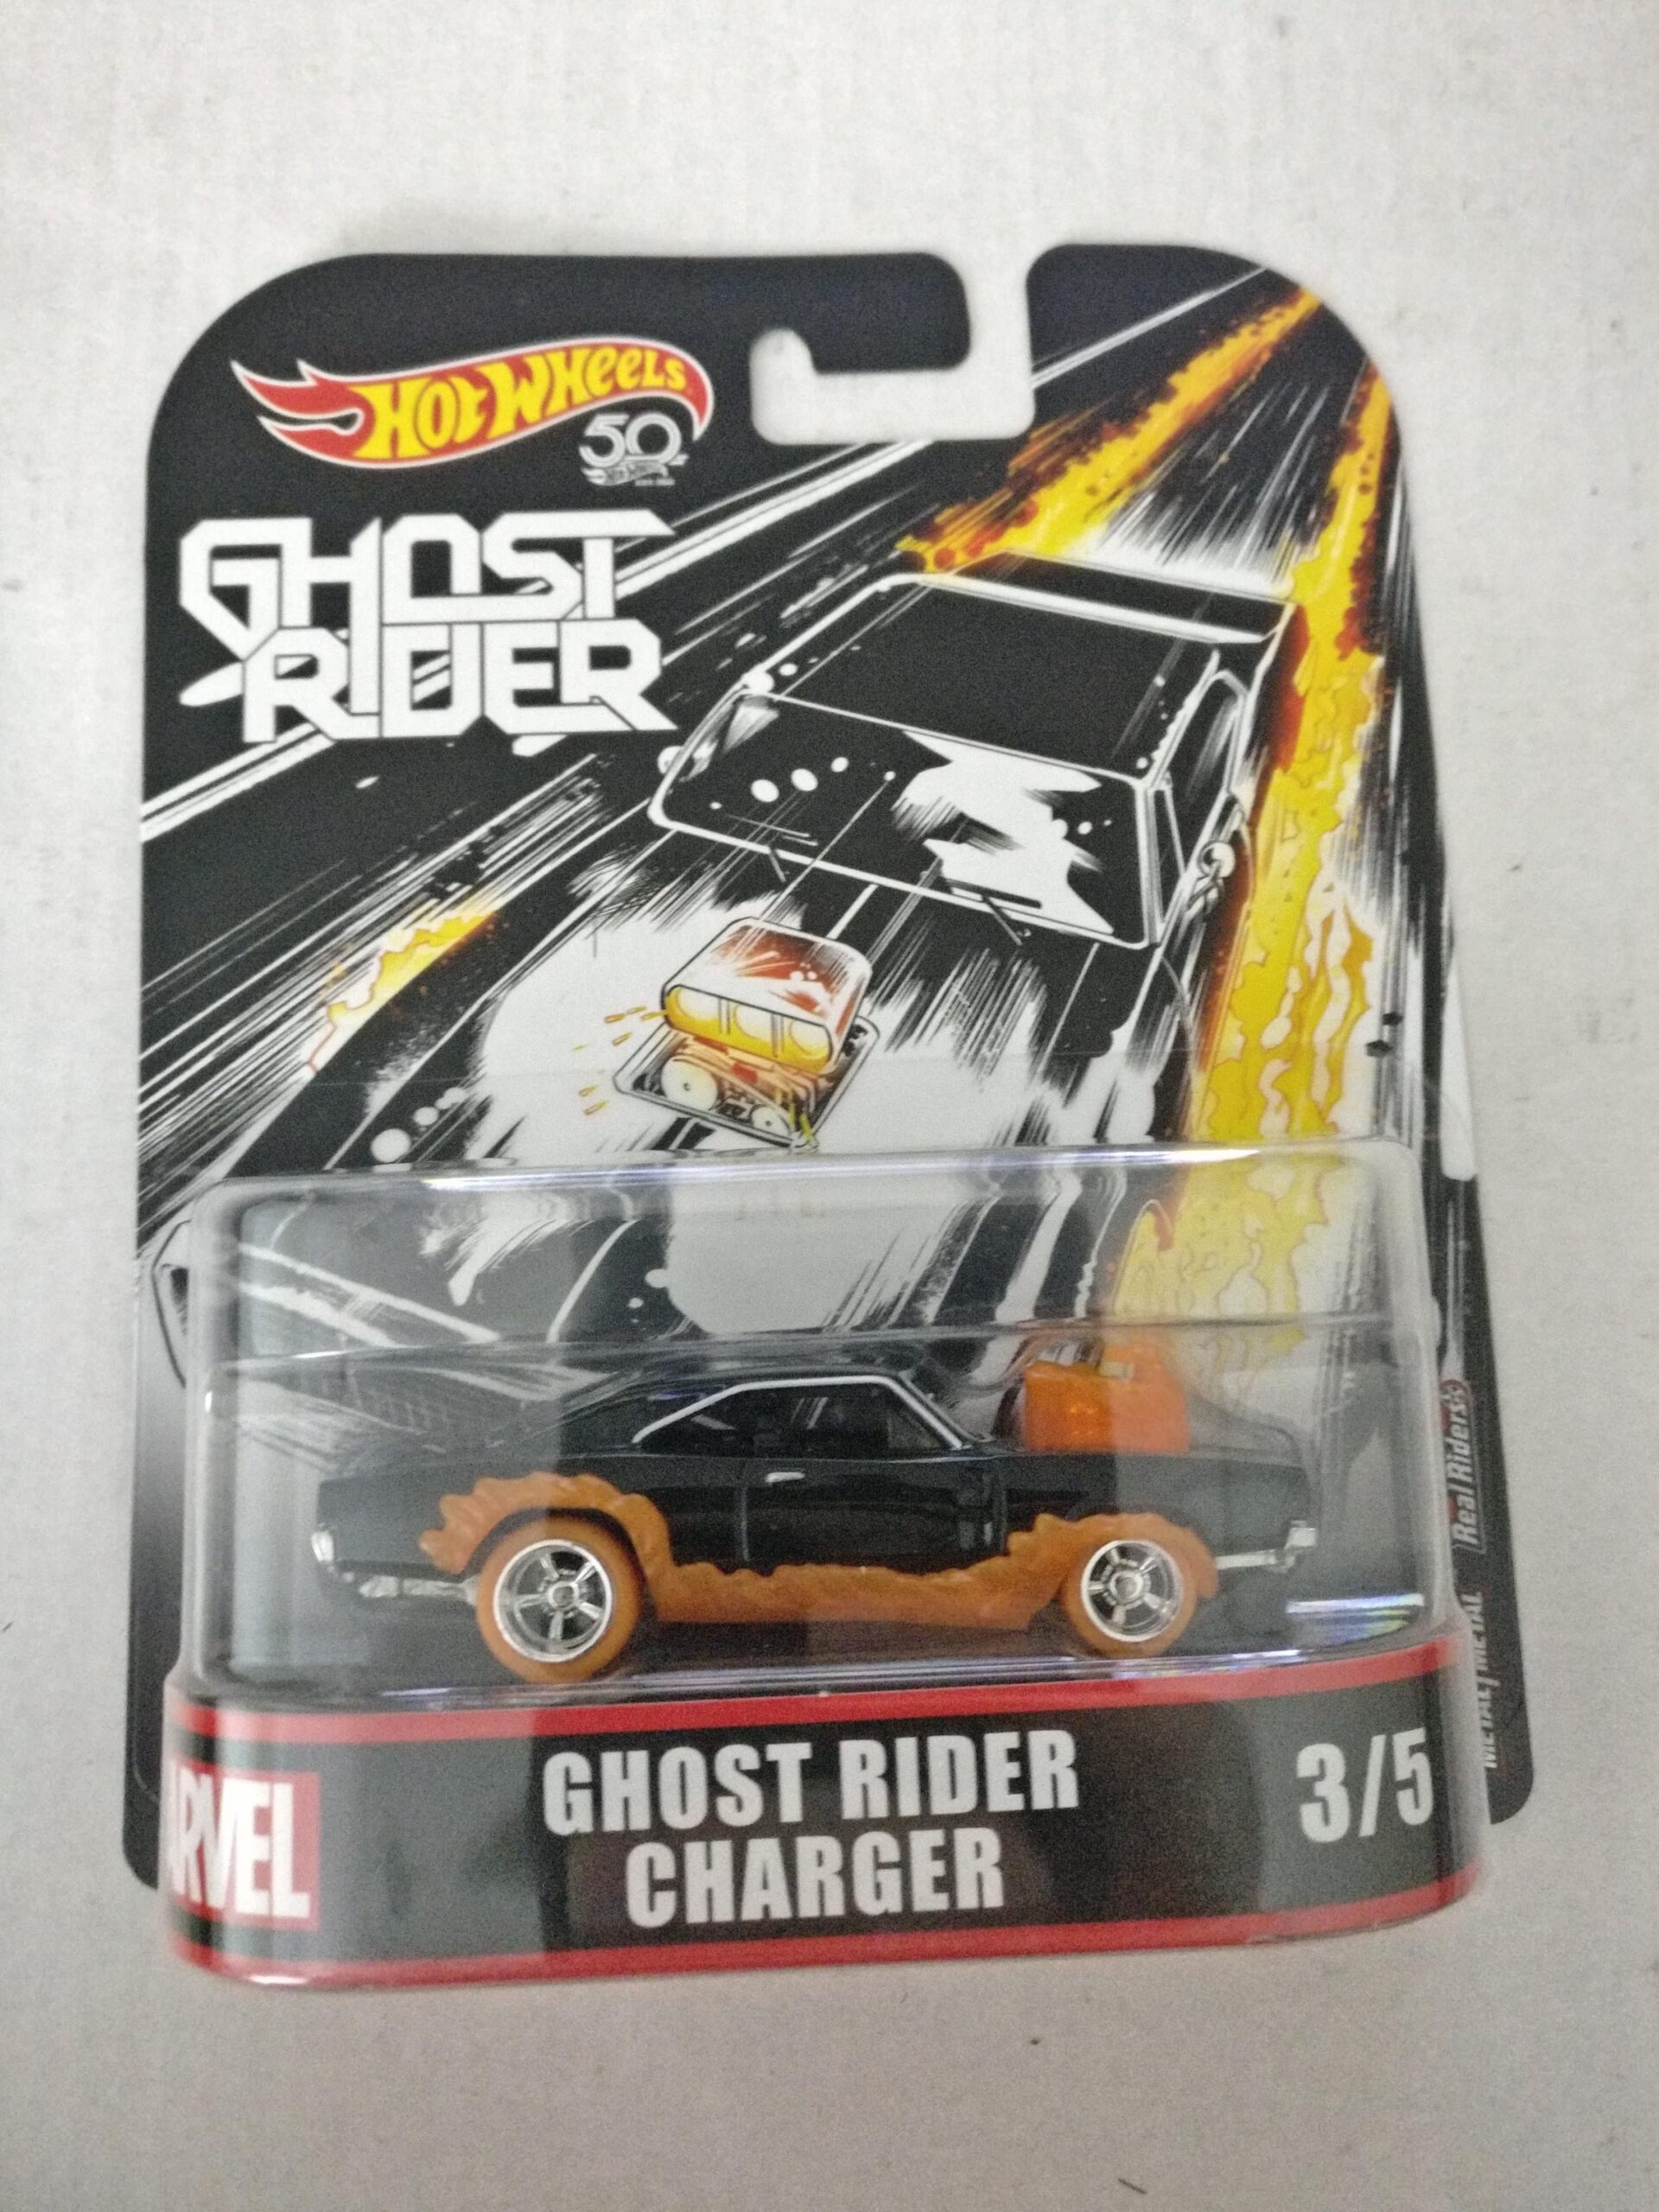 HOT WHEELS
50
GHOST
RIDER
Real Riders
METAL/METAL
ARVEL
GHOST RIDER
CHARGER
3/5